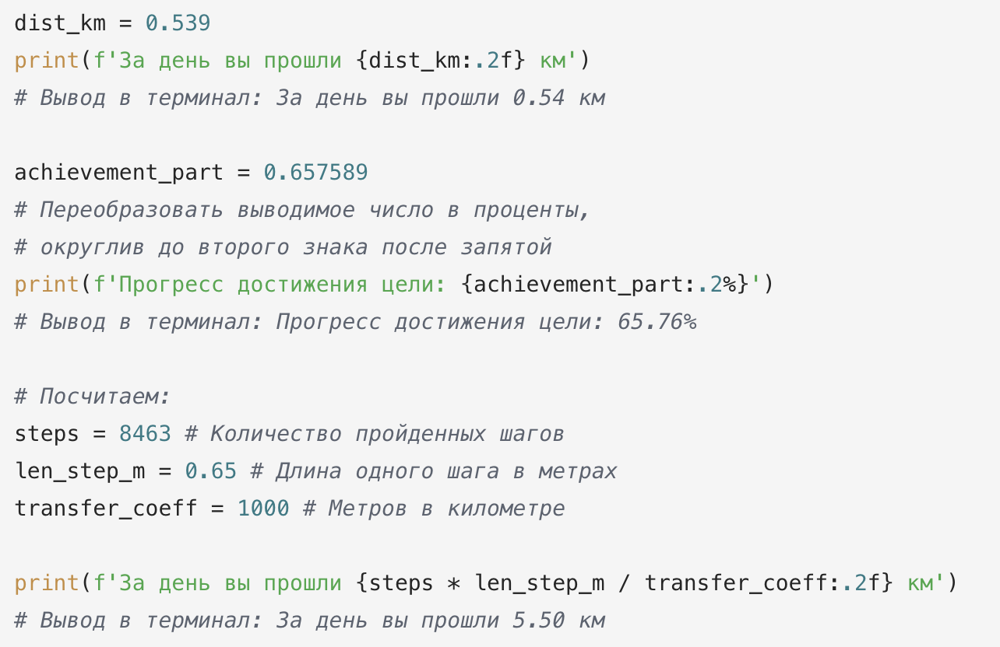 dist_km = 0.539
print(f'За день вы прошли {dist_km:.2f} км')
# Вывод в терминал: За день вы прошли 0.54 км
achievement_part = 0.657589
# Переобразовать выводимое число в проценты,
# округлив до второго знака после запятой
print(f'Прогресс достижения цели: {achievement_part:.2%}')
# Вывод в терминал: Прогресс достижения цели: 65.76%
# Посчитаем:
steps = 8463 # Количество пройденных шагов
len_step_m = 0.65 # Длина одного шага в метрах
transfer_coeff = 1000 # Метров в километре
print(f'За день вы прошли {steps * len_step_m / transfer_coeff:.2f} км')
# Вывод в терминал: За день вы прошли 5.50 км